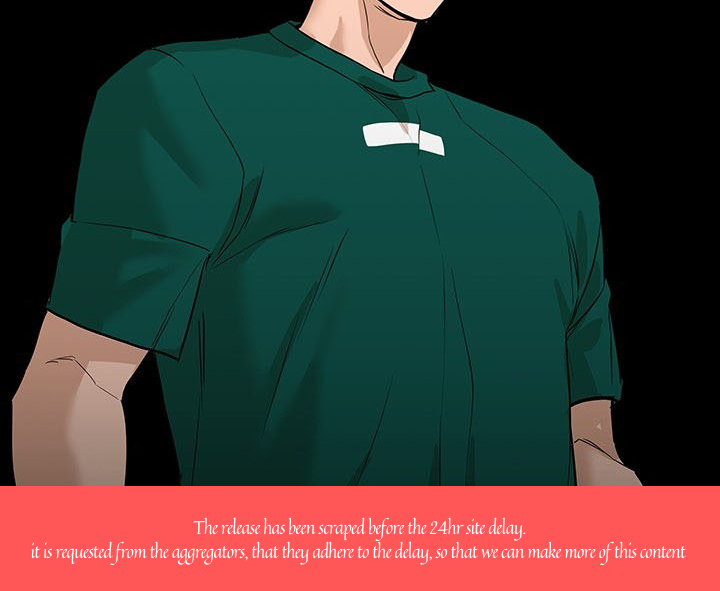 The release has been scraped before the 24hr site delay.
it is requested from the aggregators, that they adhere to the delay, so that we can make more of this content